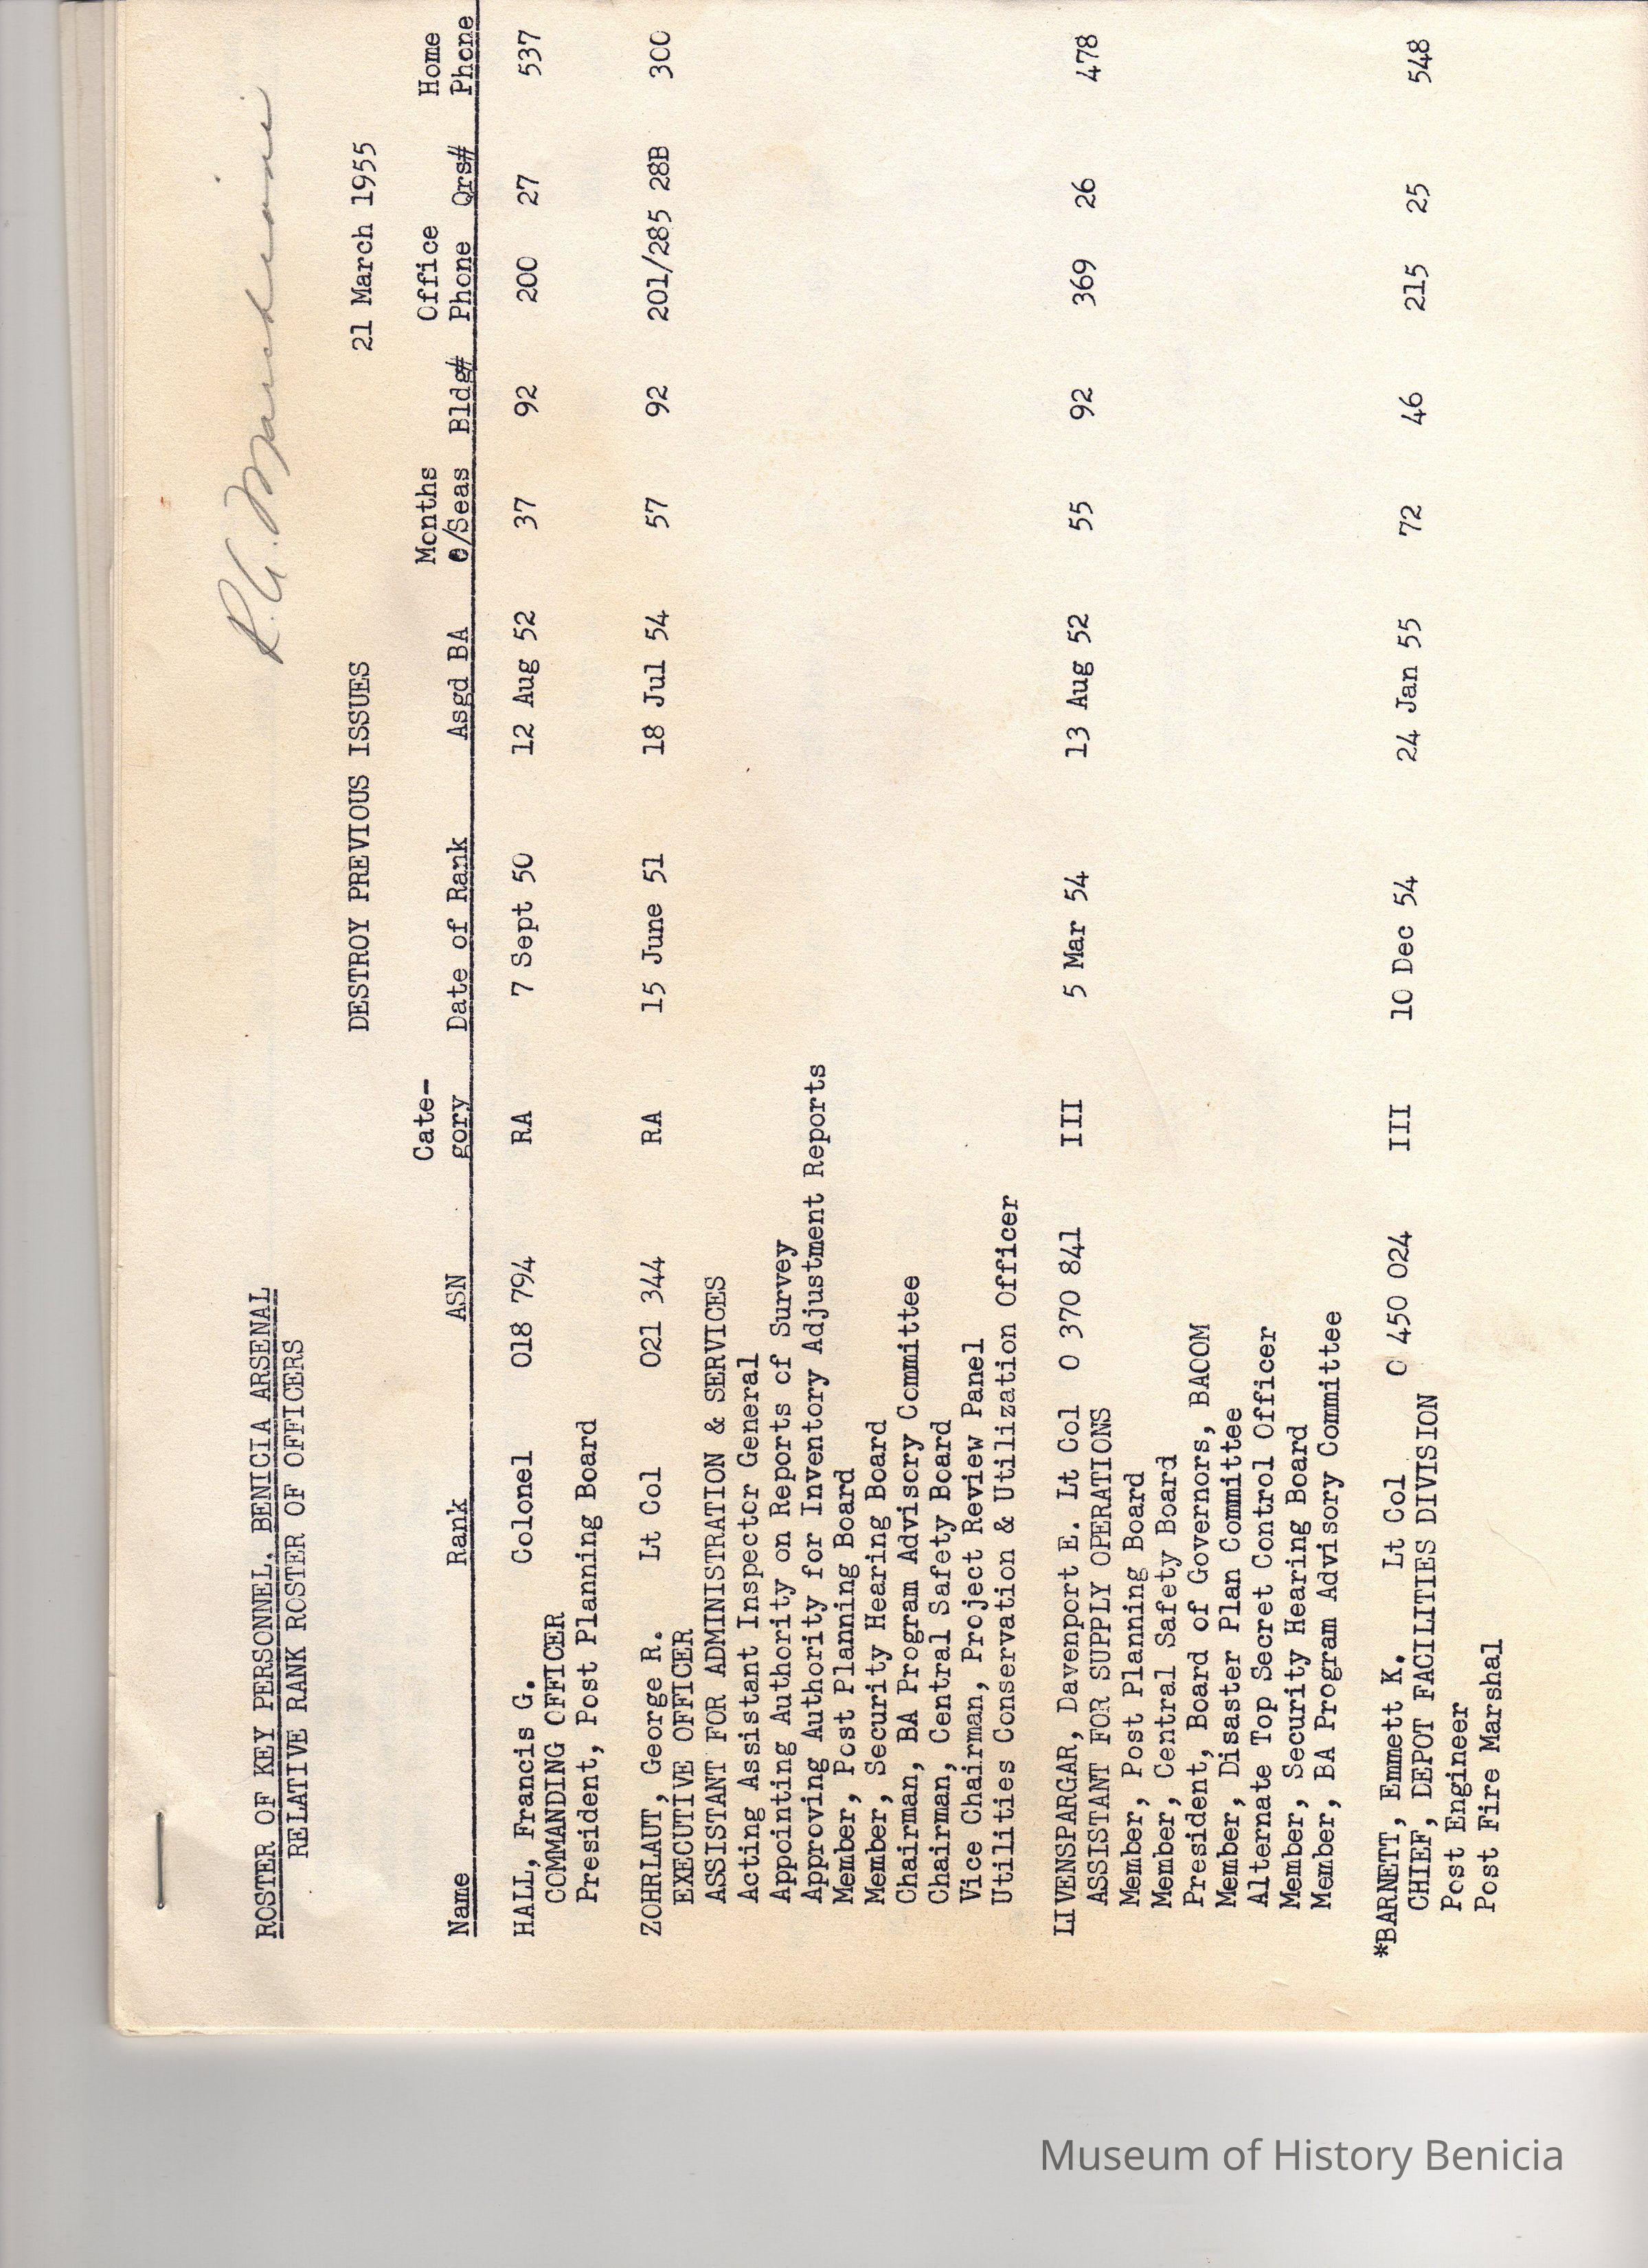 R.G.
ROSTER OF KEY PERSONNEL, BENICIA ARSENAL
RELATIVE RANK ROSTER OF OFFICERS
DESTROY PREVIOUS ISSUES 21 March 1955
Cate- Months Office Home
Name Rank ASN gory Date of Rank Asgd BA o/Seas Bldg# Phone Qrs# Phone
HALL, Francis G. Colonel O18 794 RA 7 Sept 50 12 Aug 52 37 92 200 27 537
COMMANDING OFFICER
President, Post Planning Board
ZOHRLAUT, George R. Lt Col O21 344 RA 15 June 51 18 Jul 54 57 92 201/285 28B 300
EXECUTIVE OFFICER
ASSISTANT FOR ADMINISTRATION & SERVICES
Acting Assistant Inspector General
Appointing Authority on Reports of Survey
Approving Authority for Inventory Adjustment Reports
Member, Post Planning Board
Member, Security Hearing Board
Chairman, BA Program Advisory Committee
Chairman, Central Safety Board
Vice Chairman, Project Review Panel
Utilities Conservation & Utilization Officer
LIVENSPARGAR, Davenport E. Lt Col O 370 841 III 5 Mar 54 13 Aug 52 55 92 369 26 478
ASSISTANT FOR SUPPLY OPERATIONS
Member, Post Planning Board
Member, Central Safety Board
President, Board of Governors, BAOOM
Member, Disaster Plan Committee
Alternate Top Secret Control Officer
Member, Security Hearing Board
Member, BA Program Advisory Committee
*BARNETT, Emmett K. Lt Col O 450 024 III 10 Dec 54 24 Jan 55 72 46 215 25 548
CHIEF, DEPOT FACILITIES DIVISION
Post Engineer
Post Fire Marshal
Museum of History Benicia